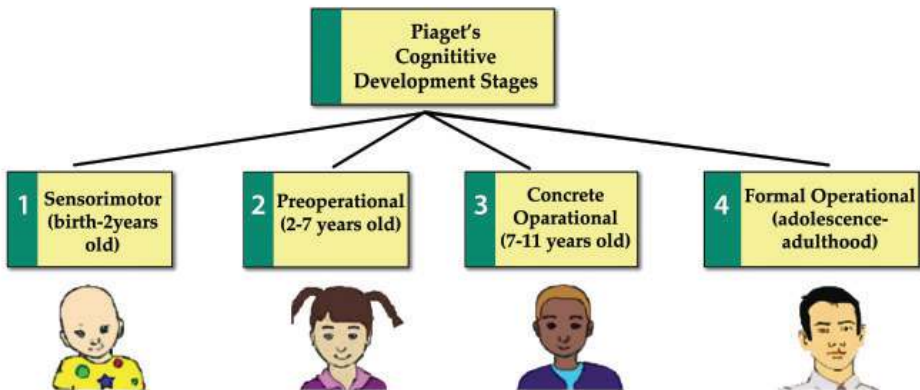 Piaget's
Cognititive
Development Stages
1
Sensorimotor
(birth-2years
old)
2
Preoperational
(2-7 years old)
3
Concrete
Oparational
(7-11 years old)
4
Formal Operational
(adolescence-
adulthood)